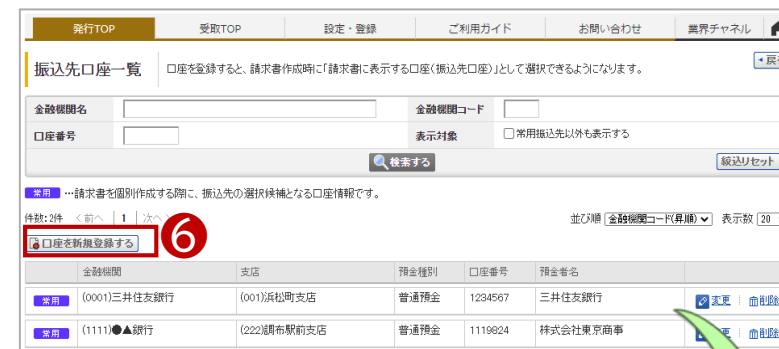 発行TOP 受取TOP 設定・登録 ご利用ガイド お問い合わせ 業界チャネル
振込先口座一覧 口座を登録すると、請求書作成時に「請求書に表示する口座(振込先口座)」として選択できるようになります。
金融機関名 金融機関コード
口座番号 表示対象 常用振込先以外も表示する
検索する 絞込リセット
常用 …請求書を個別作成する際に、振込先の選択候補となる口座情報です。
件数:2件 <前へ 1 次へ 並び順 金融機関コード(昇順) 表示数 20
口座を新規登録する 6
金融機関 支店 預金種別 口座番号 預金者名
常用 (0001)三井住友銀行 (001)浜松町支店 普通預金 1234567 三井住友銀行 変更 削除
常用 (1111)●▲銀行 (222)調布駅前支店 普通預金 1119824 株式会社東京商事 更 削除